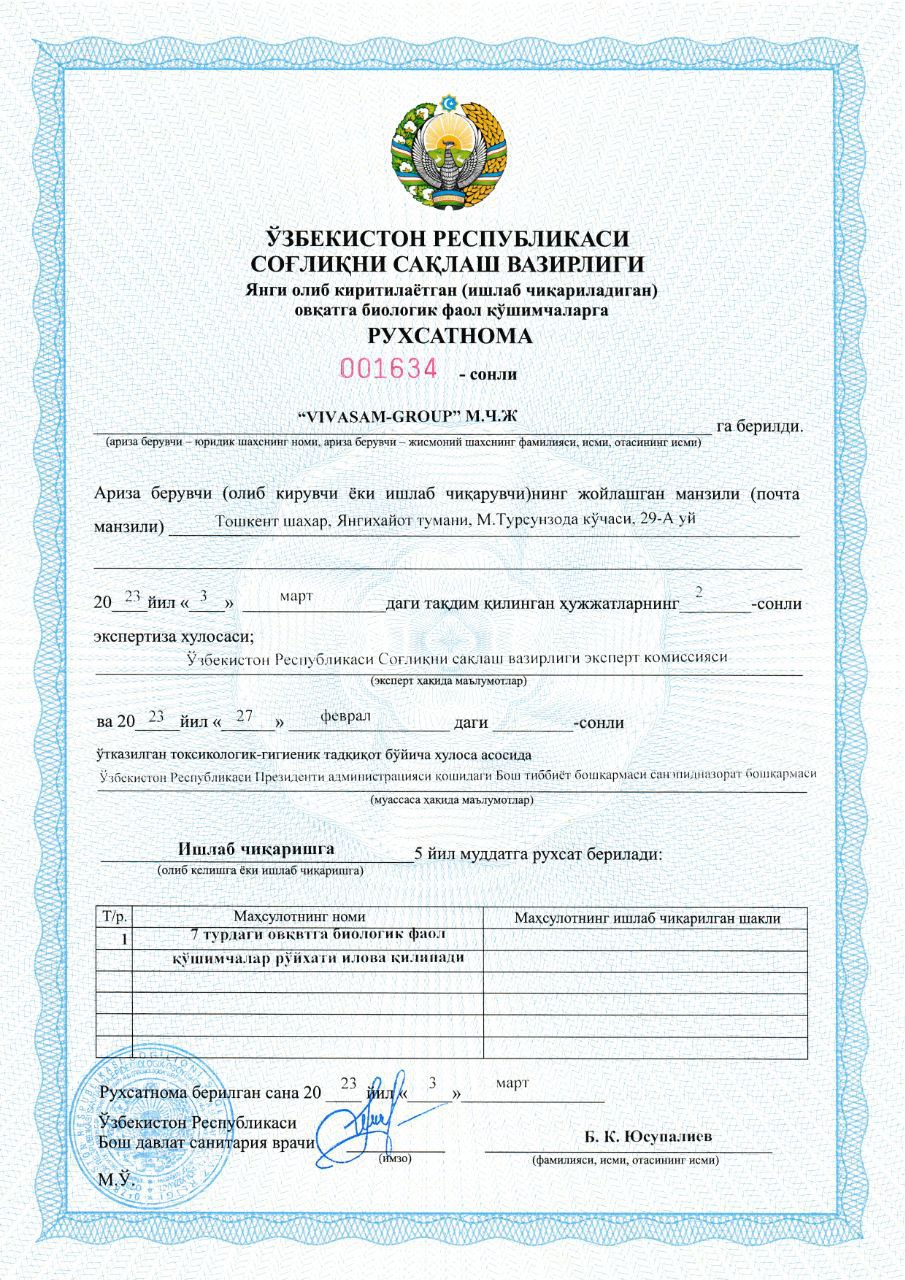 ЎЗБЕКИСТОН РЕСПУБЛИКАСИ
СОҒЛИҚНИ САҚЛАШ ВАЗИРЛИГИ
Янги олиб киритилаётган (ишлаб чиқариладиган)
овқатга биологик фаол қўшимчаларга
РУХСАТНОМА
001634 - сонли
“VIVASAM-GROUP” М.Ч.Ж га берилди.
(ариза берувчи – юридик шахснинг номи, ариза берувчи – жисмоний шахснинг фамилияси, исми, отасининг исми)
Ариза берувчи (олиб кирувчи ёки ишлаб чиқарувчи)нинг жойлашган манзили (почта
манзили) Тошкент шахар, Янгихайот тумани, М.Турсунзода кўчаси, 29-А уй
20 23 йил « 3 » март даги тақдим қилинган ҳужжатларнинг 2 -сонли
экспертиза хулосаси;
Ўзбекистон Республикаси Соғлиқни сақлаш вазирлиги эксперт комиссияси
(эксперт ҳақида маълумотлар)
ва 20 23 йил « 27 » феврал даги -сонли
ўтказилган токсикологик-гигиеник тадқиқот бўйича хулоса асосида
Ўзбекистон Республикаси Президенти администрацияси қошидаги Бош тиббиёт бошқармаси санэпидназорат бошқармаси
(муассаса ҳақида маълумотлар)
Ишлаб чиқаришга 5 йил муддатга рухсат берилади:
(олиб келишга ёки ишлаб чиқаришга)
Т/р. Маҳсулотнинг номи Маҳсулотнинг ишлаб чиқарилган шакли
1 7 турдаги овқвтга биологик фаол
қўшимчалар рўйхати илова қилинади
Рухсатнома берилган сана 20 23 йил « 3 » март
Ўзбекистон Республикаси
Бош давлат санитария врачи
Б. К. Юсупалиев
(имзо) (фамилияси, исми, отасининг исми)
М.Ў.